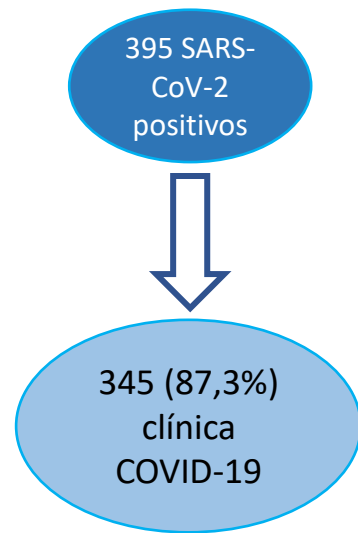 395 SARS-
CoV-2
positivos
345 (87,3%)
clínica
COVID-19